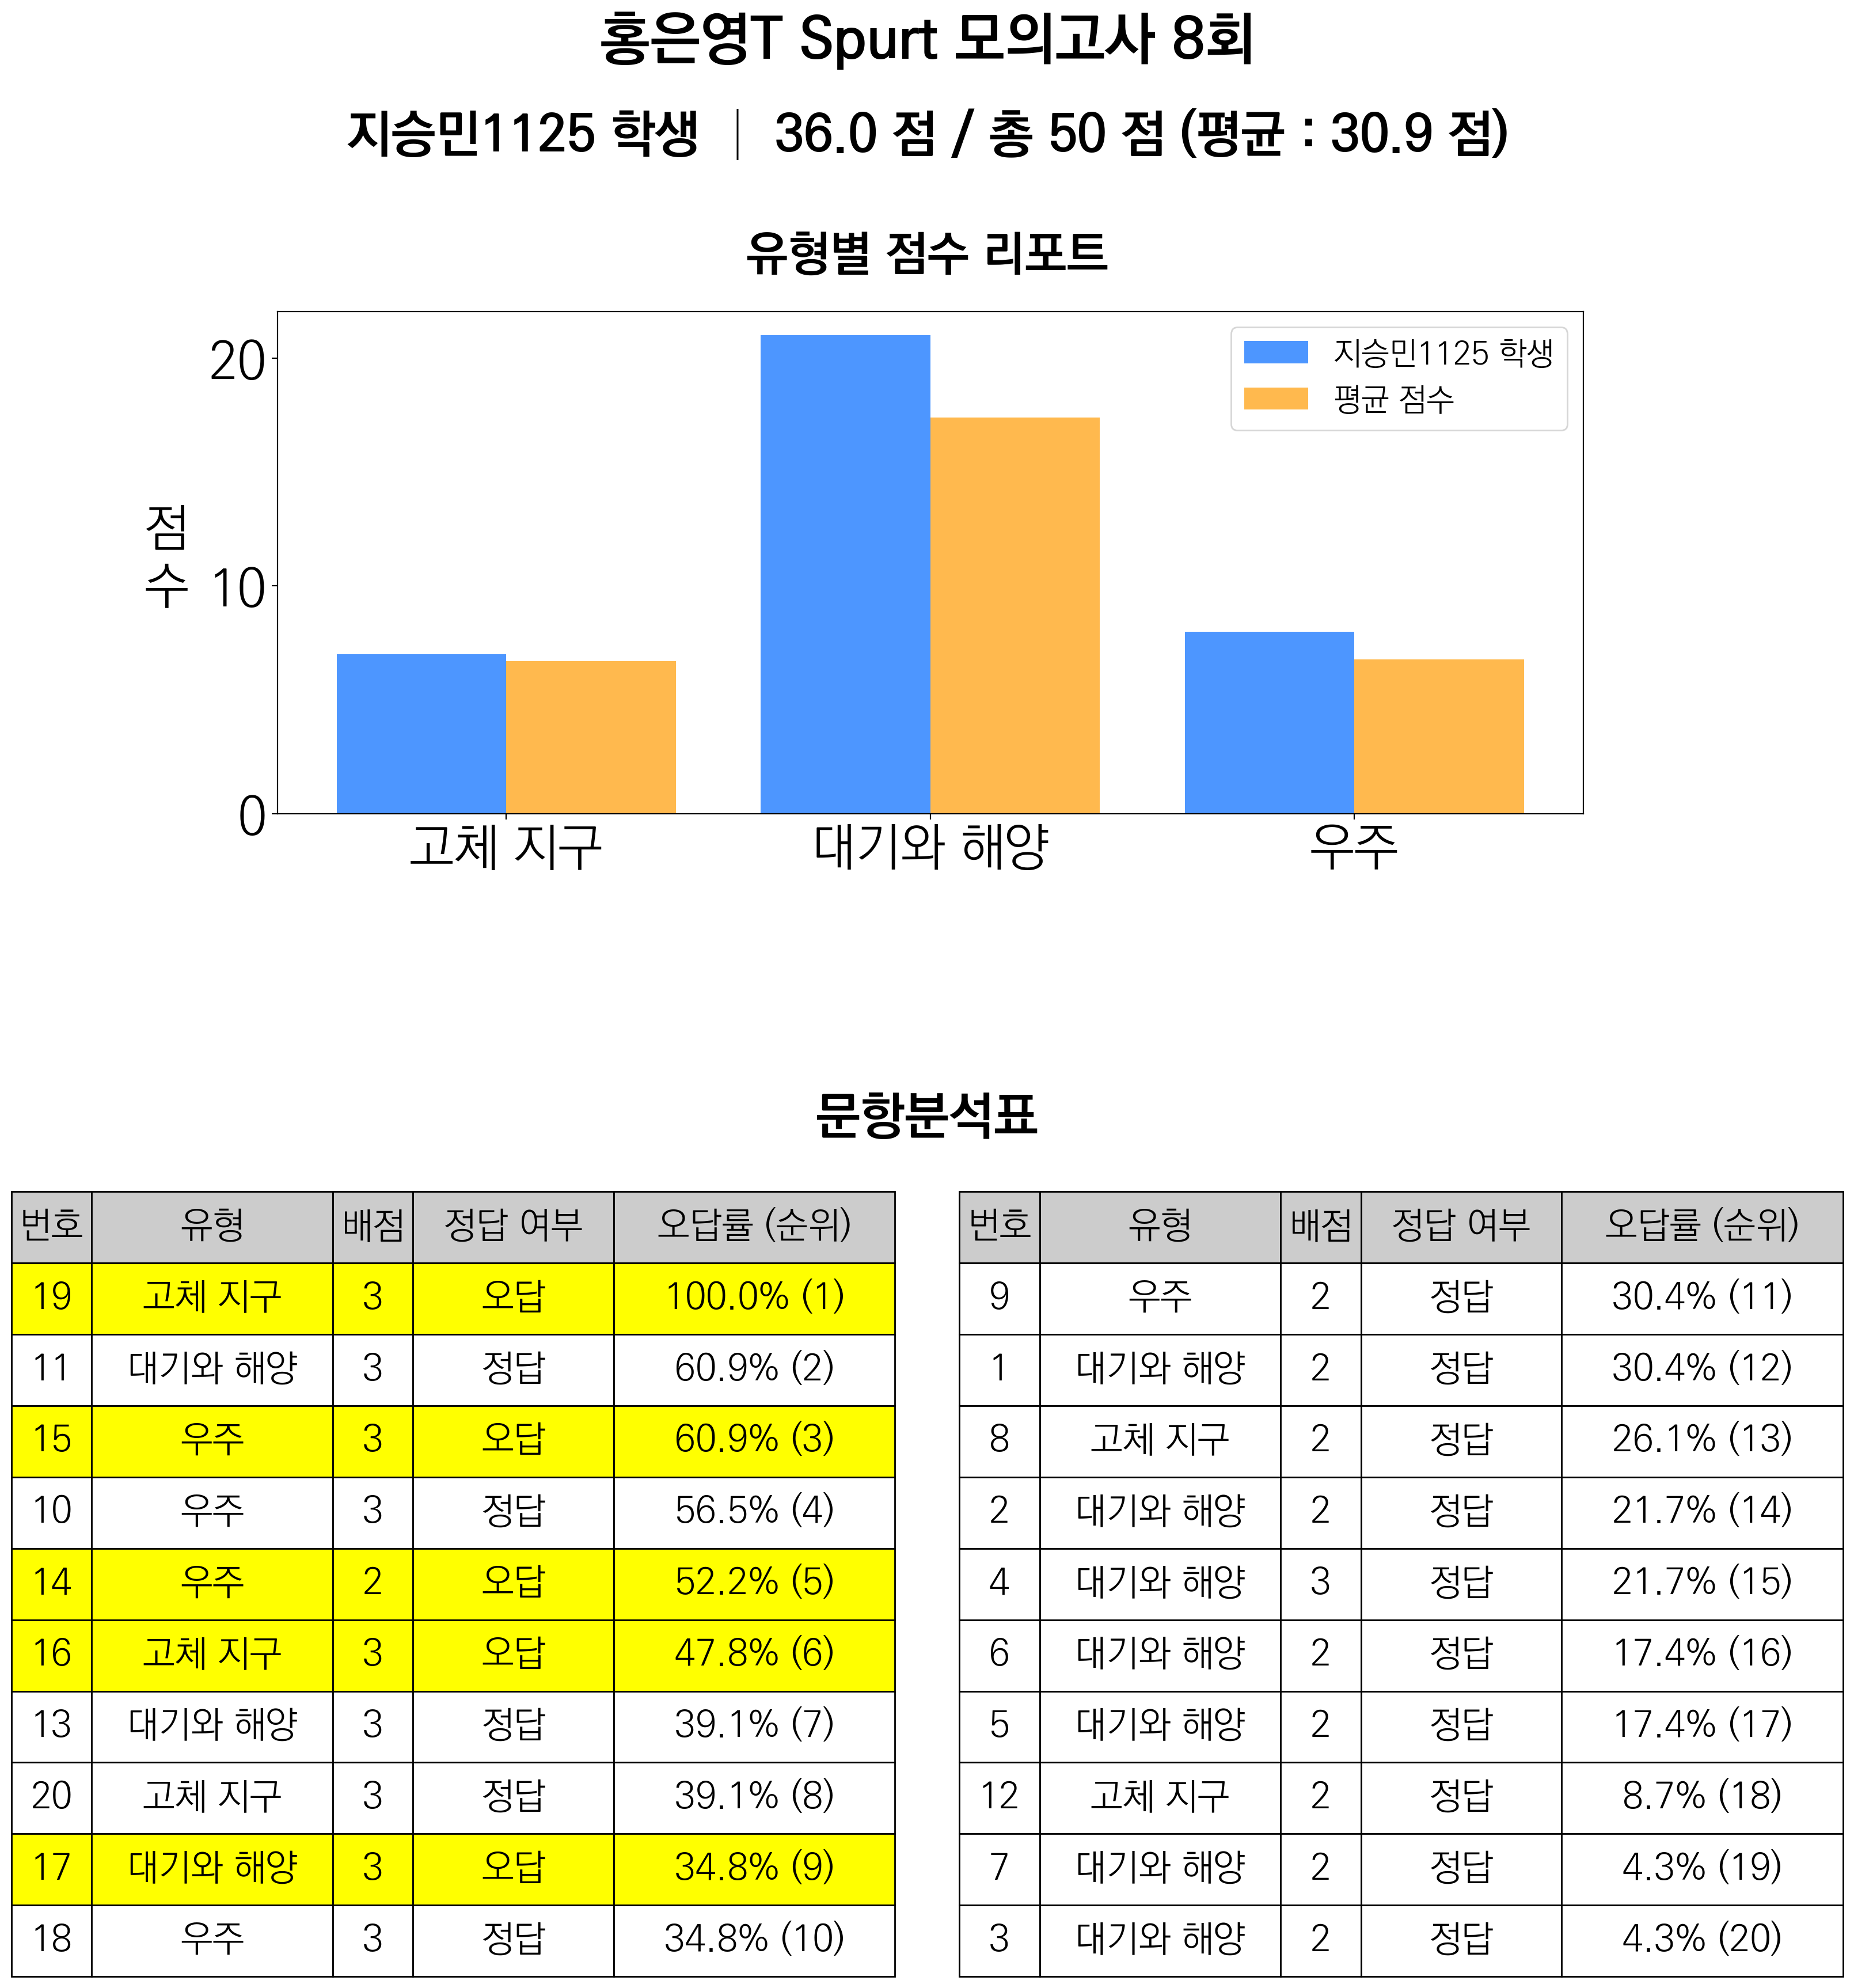 홍은영T Spurt 모의고사 8회
지승민1125 학생 | 36.0 점 / 총 50 점 (평균 : 30.9 점)
유형별 점수 리포트
지승민1125 학생
평균 점수
20
10
0
점
수
고체 지구 대기와 해양 우주
문항분석표
번호 유형 배점 정답 여부 오답률 (순위)
19 고체 지구 3 오답 100.0% (1)
11 대기와 해양 3 정답 60.9% (2)
15 우주 3 오답 60.9% (3)
10 우주 3 정답 56.5% (4)
14 우주 2 오답 52.2% (5)
16 고체 지구 3 오답 47.8% (6)
13 대기와 해양 3 정답 39.1% (7)
20 고체 지구 3 정답 39.1% (8)
17 대기와 해양 3 오답 34.8% (9)
18 우주 3 정답 34.8% (10)
번호 유형 배점 정답 여부 오답률 (순위)
9 우주 2 정답 30.4% (11)
1 대기와 해양 2 정답 30.4% (12)
8 고체 지구 2 정답 26.1% (13)
2 대기와 해양 2 정답 21.7% (14)
4 대기와 해양 3 정답 21.7% (15)
6 대기와 해양 2 정답 17.4% (16)
5 대기와 해양 2 정답 17.4% (17)
12 고체 지구 2 정답 8.7% (18)
7 대기와 해양 2 정답 4.3% (19)
3 대기와 해양 2 정답 4.3% (20)